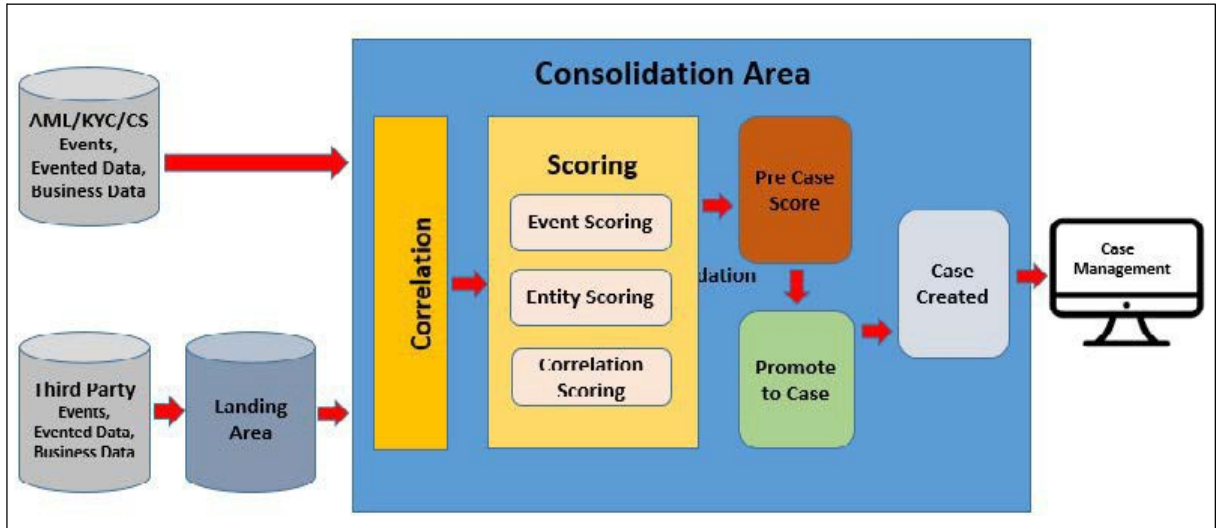 Consolidation Area
AML/KYC/CS
Events,
Evented Data,
Business Data
Correlation
Scoring
Event Scoring
Entity Scoring
Correlation
Scoring
Pre Case
Score
dation
Promote
to Case
Case
Created
Case
Management
Third Party
Events,
Evented Data,
Business Data
Landing
Area